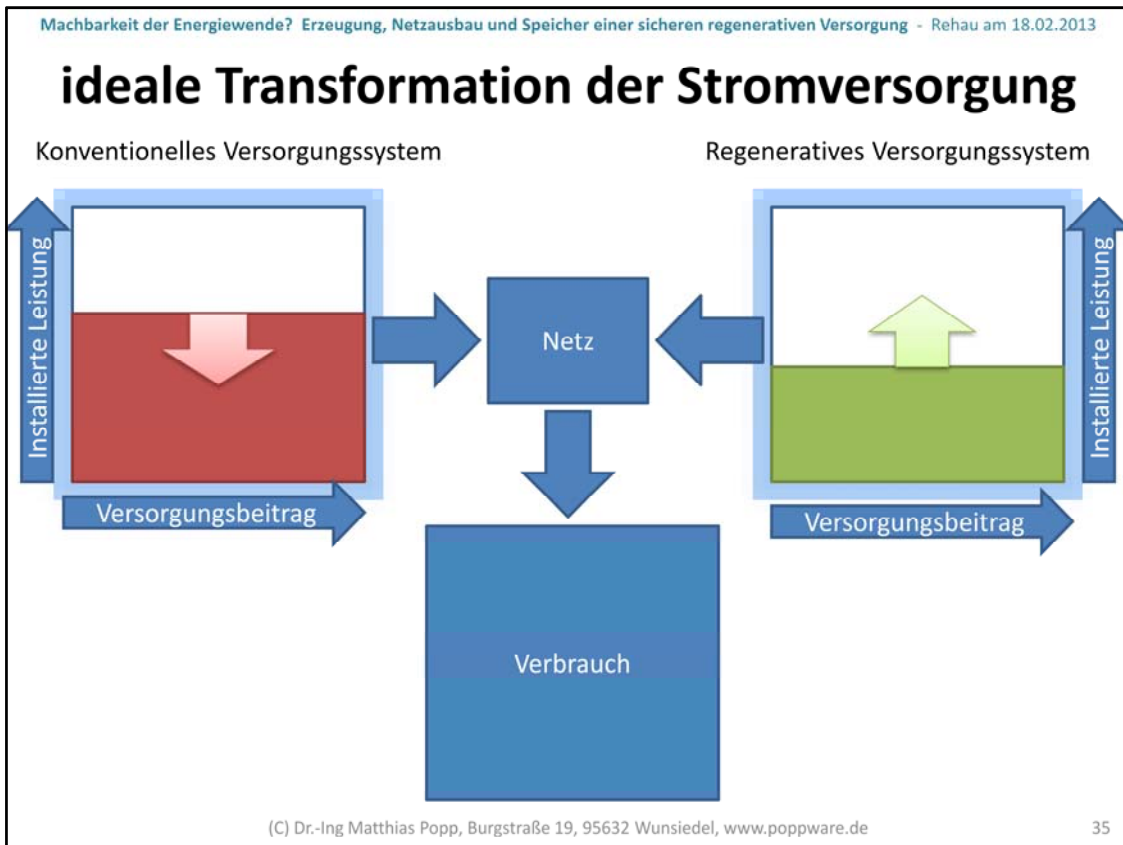 Machbarkeit der Energiewende? Erzeugung, Netzausbau und Speicher einer sicheren regenerativen Versorgung - Rehau am 18.02.2013
ideale Transformation der Stromversorgung
Konventionelles Versorgungssystem
Regeneratives Versorgungssystem
Installierte Leistung
Netz
Installierte Leistung
Versorgungsbeitrag
Versorgungsbeitrag
Verbrauch
(C) Dr.-Ing Matthias Popp, Burgstraße 19, 95632 Wunsiedel, www.poppware.de
35